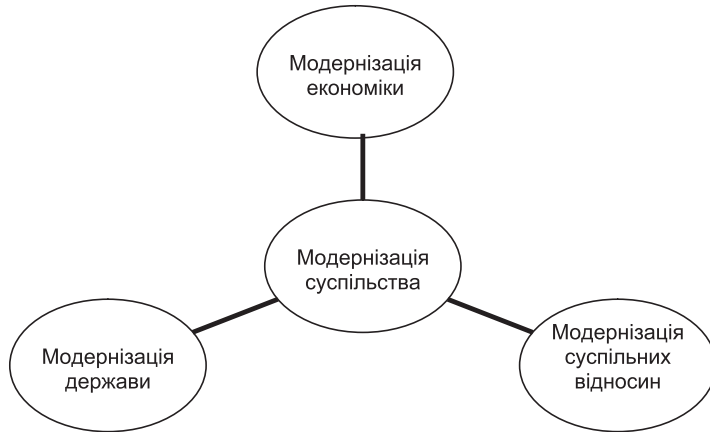 Модернізація
економіки
Модернізація
суспільства
Модернізація
держави
Модернізація
суспільних
відносин